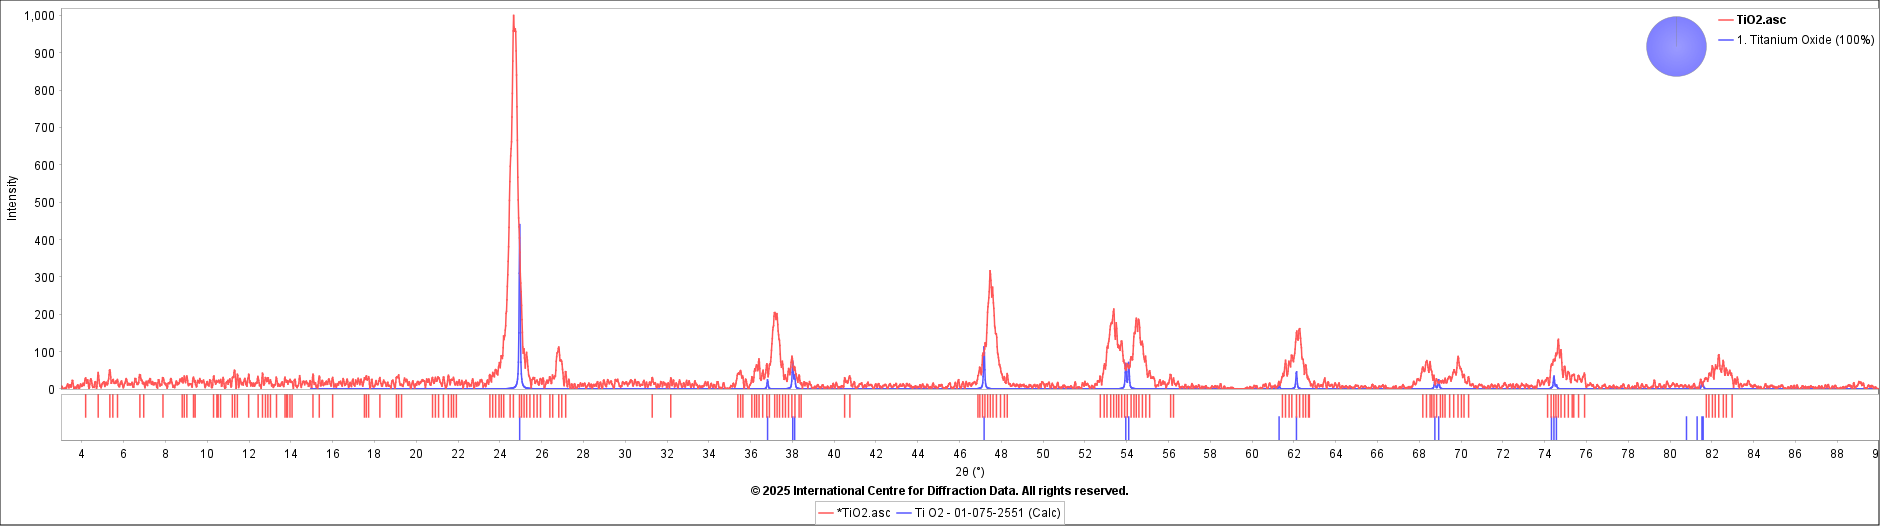 1,000
900
800
700
600
500
400
300
200
100
0
Intensity
TiO2.asc
1. Titanium Oxide (100%)
4 6 8 10 12 14 16 18 20 22 24 26 28 30 32 34 36 38 40 42 44 46 48 50 52 54 56 58 60 62 64 66 68 70 72 74 76 78 80 82 84 86 88 9
2θ (°)
© 2025 International Centre for Diffraction Data. All rights reserved.
*TiO2.asc Ti O2 - 01-075-2551 (Calc)